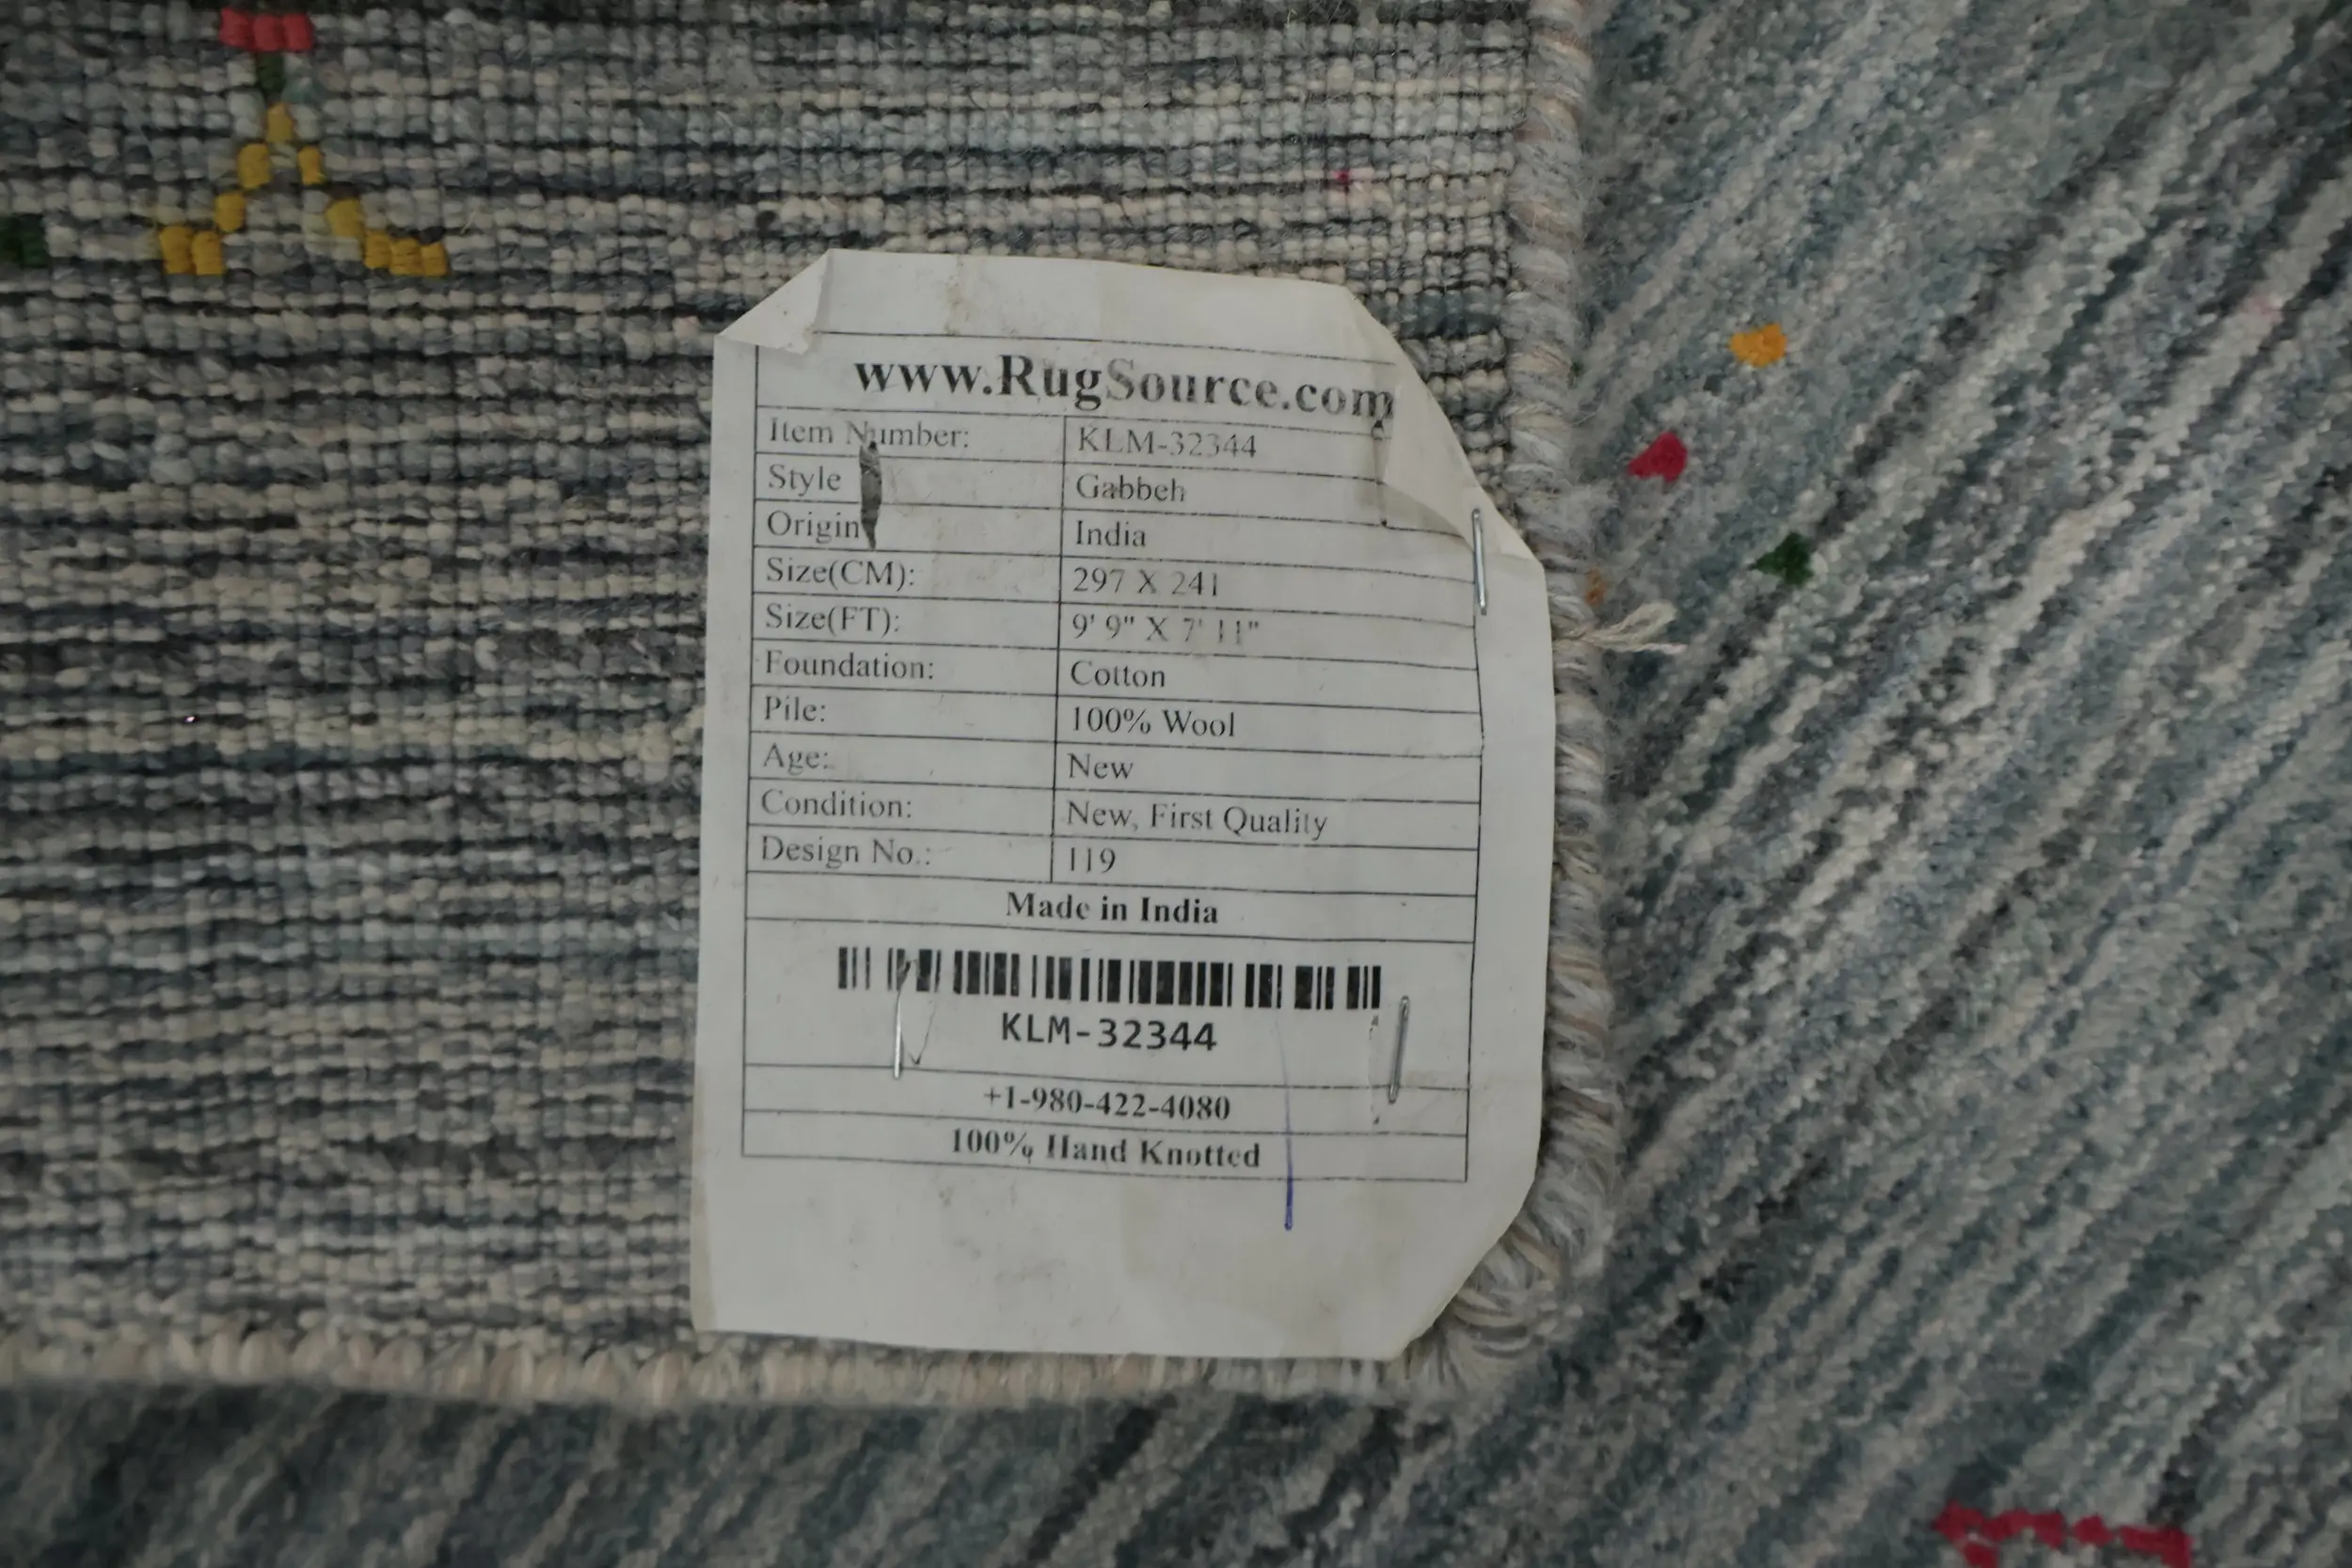 www.RugSource.com
Item Number: KLM-32344
Style Gabbeh
Origin India
Size(CM): 297 X 241
Size(FT): 9' 9" X 7' 11"
Foundation: Cotton
Pile: 100% Wool
Age: New
Condition: New, First Quality
Design No.: 119
Made in India
KLM-32344
+1-980-422-4080
100% Hand Knotted